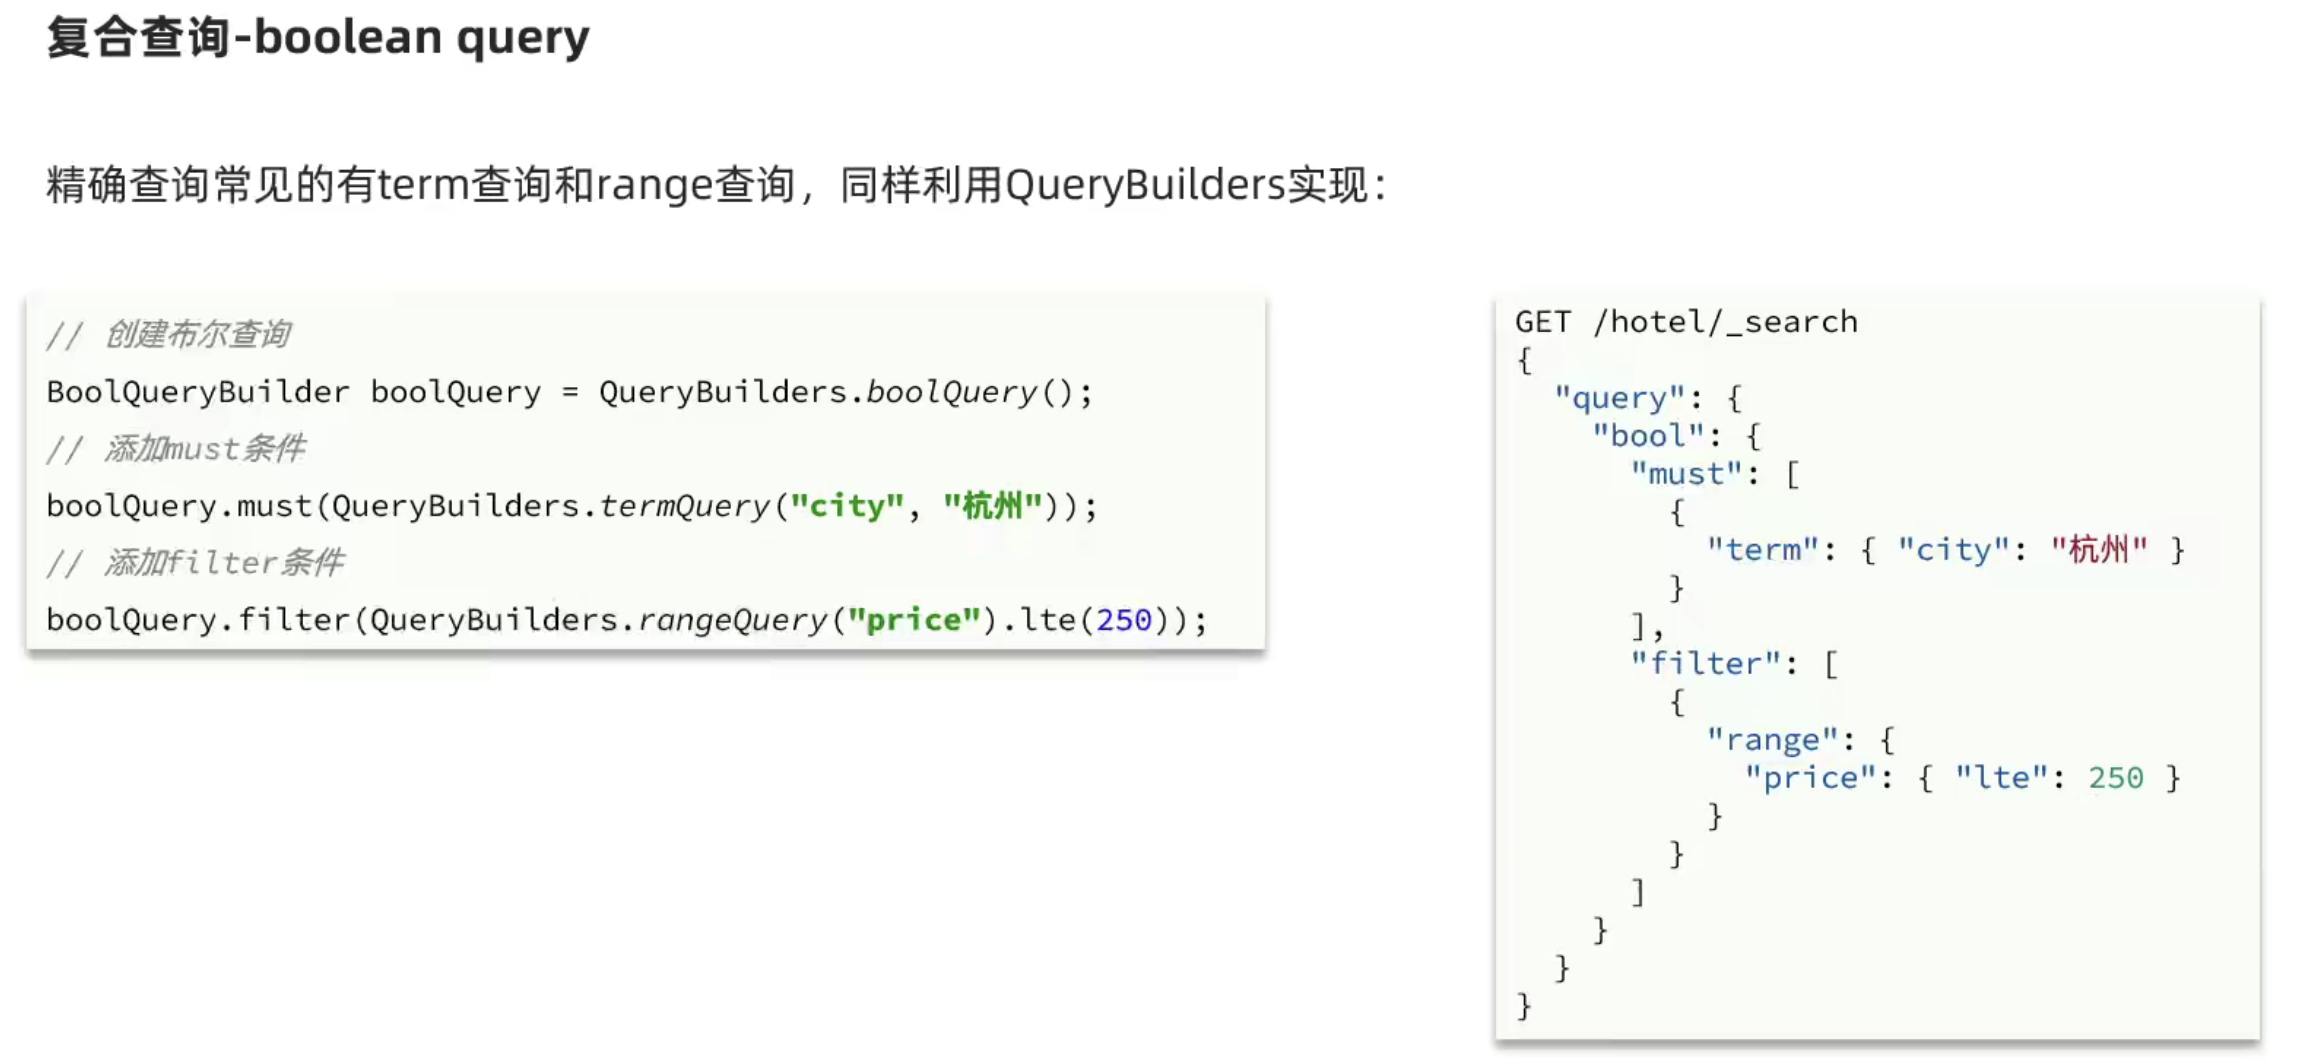 复合查询-boolean query
精确查询常见的有term查询和range查询，同样利用QueryBuilders实现：
// 创建布尔查询
BoolQueryBuilder boolQuery = QueryBuilders.boolQuery();
// 添加must条件
boolQuery.must(QueryBuilders.termQuery("city", "杭州"));
// 添加filter条件
boolQuery.filter(QueryBuilders.rangeQuery("price").lte(250));
GET /hotel/_search
{
  "query": {
    "bool": {
      "must": [
        {
          "term": { "city": "杭州" }
        }
      ],
      "filter": [
        {
          "range": {
            "price": { "lte": 250 }
          }
        }
      ]
    }
  }
}